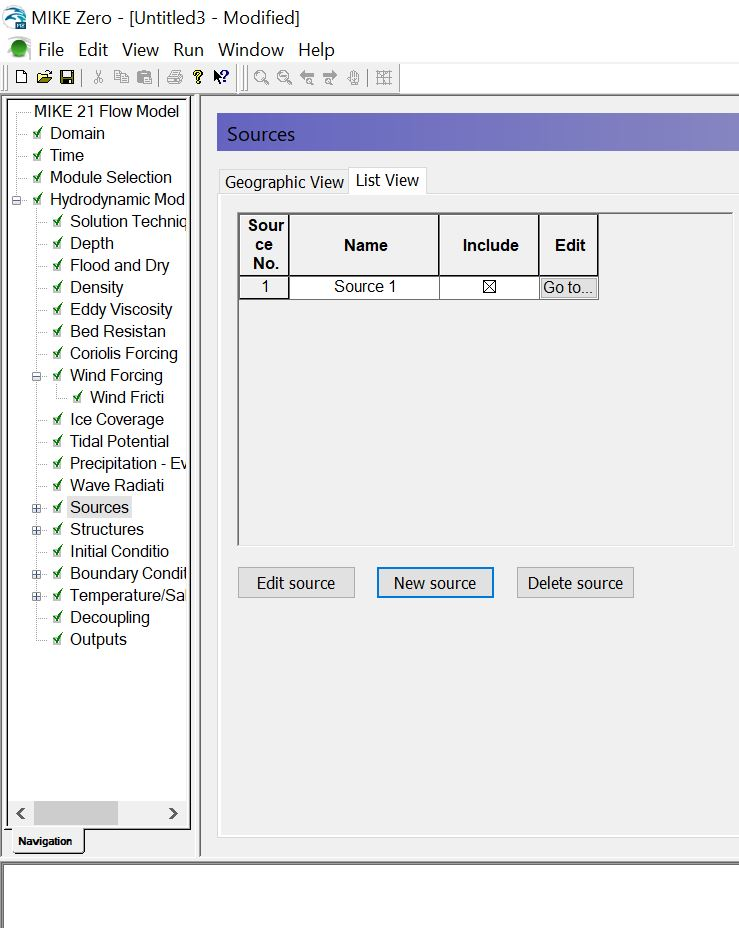 MIKE Zero - [Untitled3 - Modified]
File Edit View Run Window Help
MIKE 21 Flow Model
Domain
Time
Module Selection
Hydrodynamic Mod
Solution Techniq
Depth
Flood and Dry
Density
Eddy Viscosity
Bed Resistan
Coriolis Forcing
Wind Forcing
Wind Fricti
Ice Coverage
Tidal Potential
Precipitation - Ev
Wave Radiati
Sources
Structures
Initial Conditio
Boundary Condit
Temperature/Sal
Decoupling
Outputs
Navigation
Sources
Geographic View List View
Sour
ce
No. Name Include Edit
1 Source 1 Go to...
Edit source New source Delete source